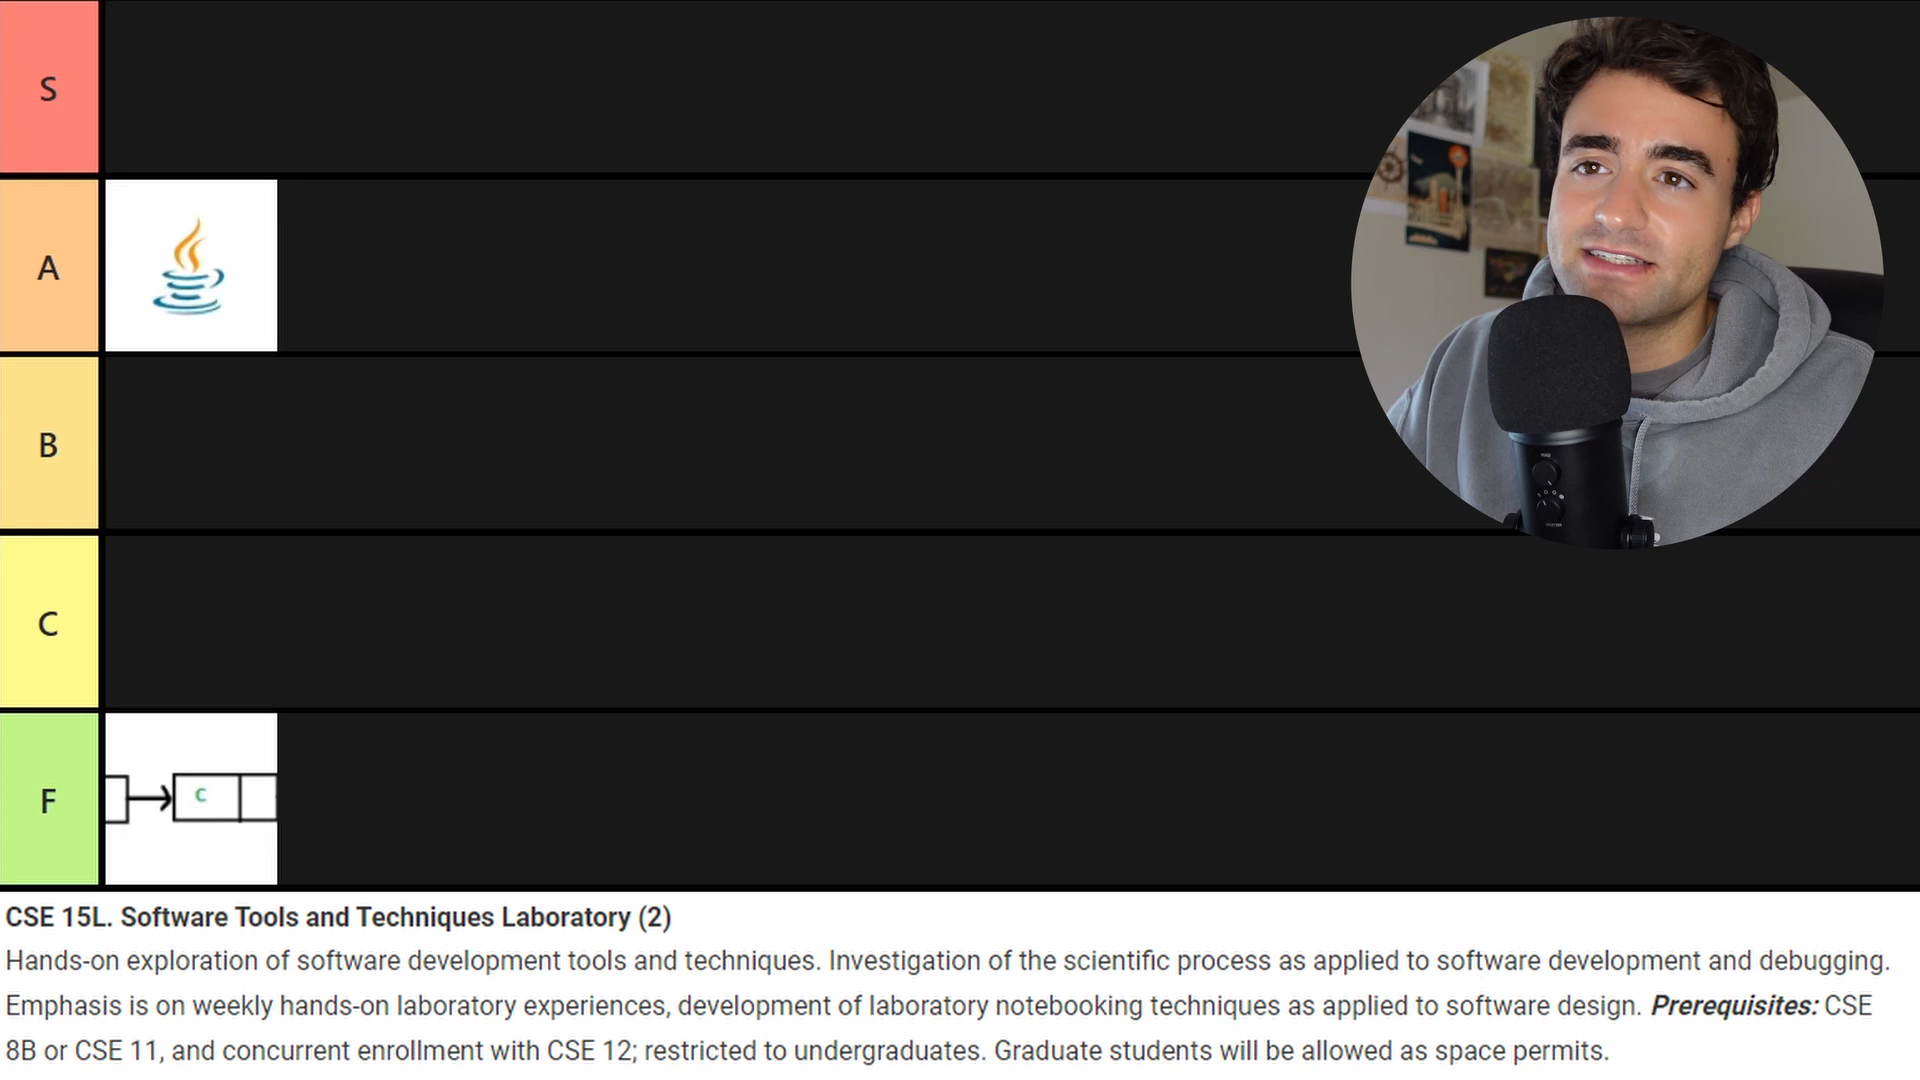 S
A
B
C
F
C
CSE 15L. Software Tools and Techniques Laboratory (2)
Hands-on exploration of software development tools and techniques. Investigation of the scientific process as applied to software development and debugging.
Emphasis is on weekly hands-on laboratory experiences, development of laboratory notebooking techniques as applied to software design. Prerequisites: CSE
8B or CSE 11, and concurrent enrollment with CSE 12; restricted to undergraduates. Graduate students will be allowed as space permits.